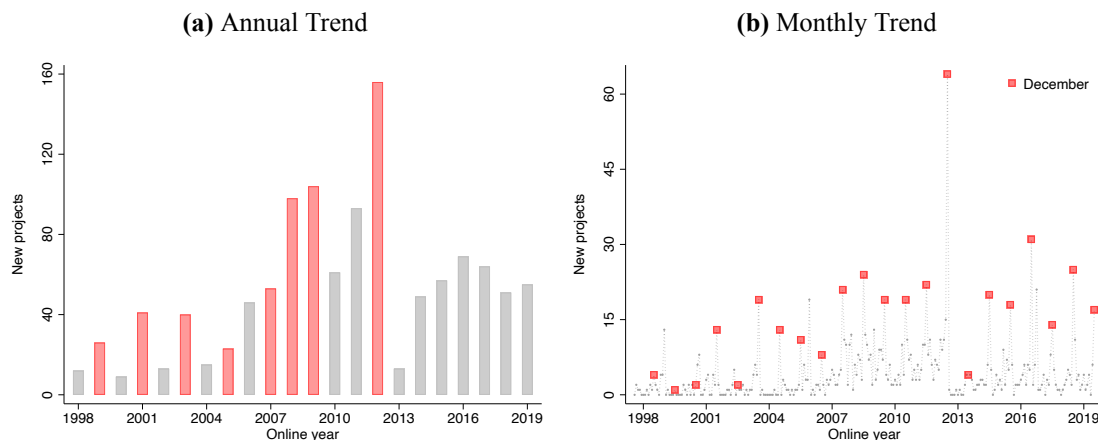 (a) Annual Trend
160
120
80
40
0
New projects
1998 2001 2004 2007 2010 2013 2016 2019
Online year
(b) Monthly Trend
December
60
45
30
15
0
New projects
1998 2001 2004 2007 2010 2013 2016 2019
Online year